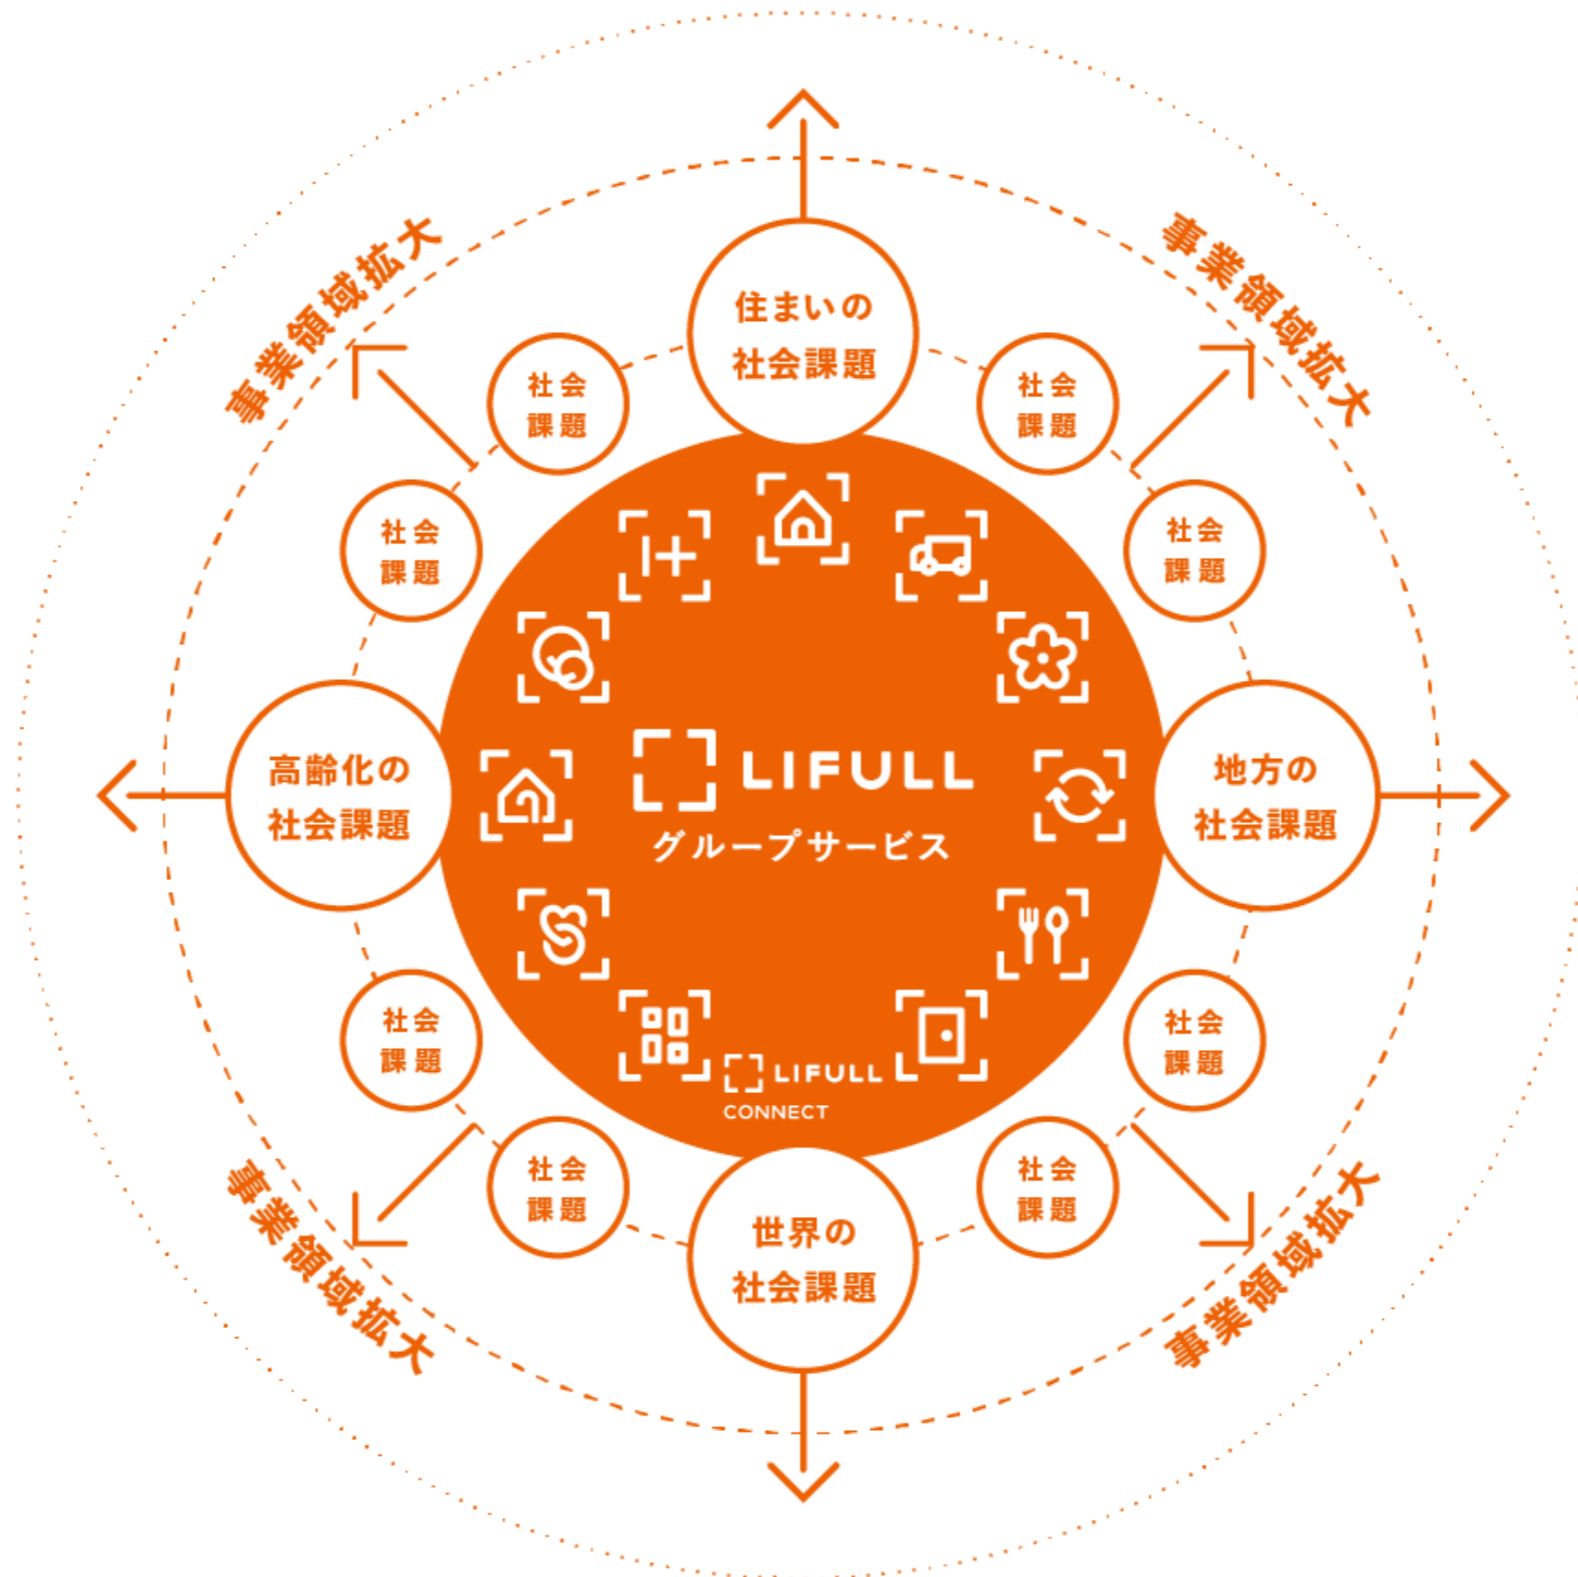 事業領域拡大
事業領域拡大
住まいの
社会課題
社会
課題
社会
課題
社会
課題
社会
課題
高齢化の
社会課題
LIFULL
グループサービス
地方の
社会課題
社会
課題
社会
課題
LIFULL
CONNECT
社会
課題
社会
課題
世界の
社会課題
事業領域拡大
事業領域拡大